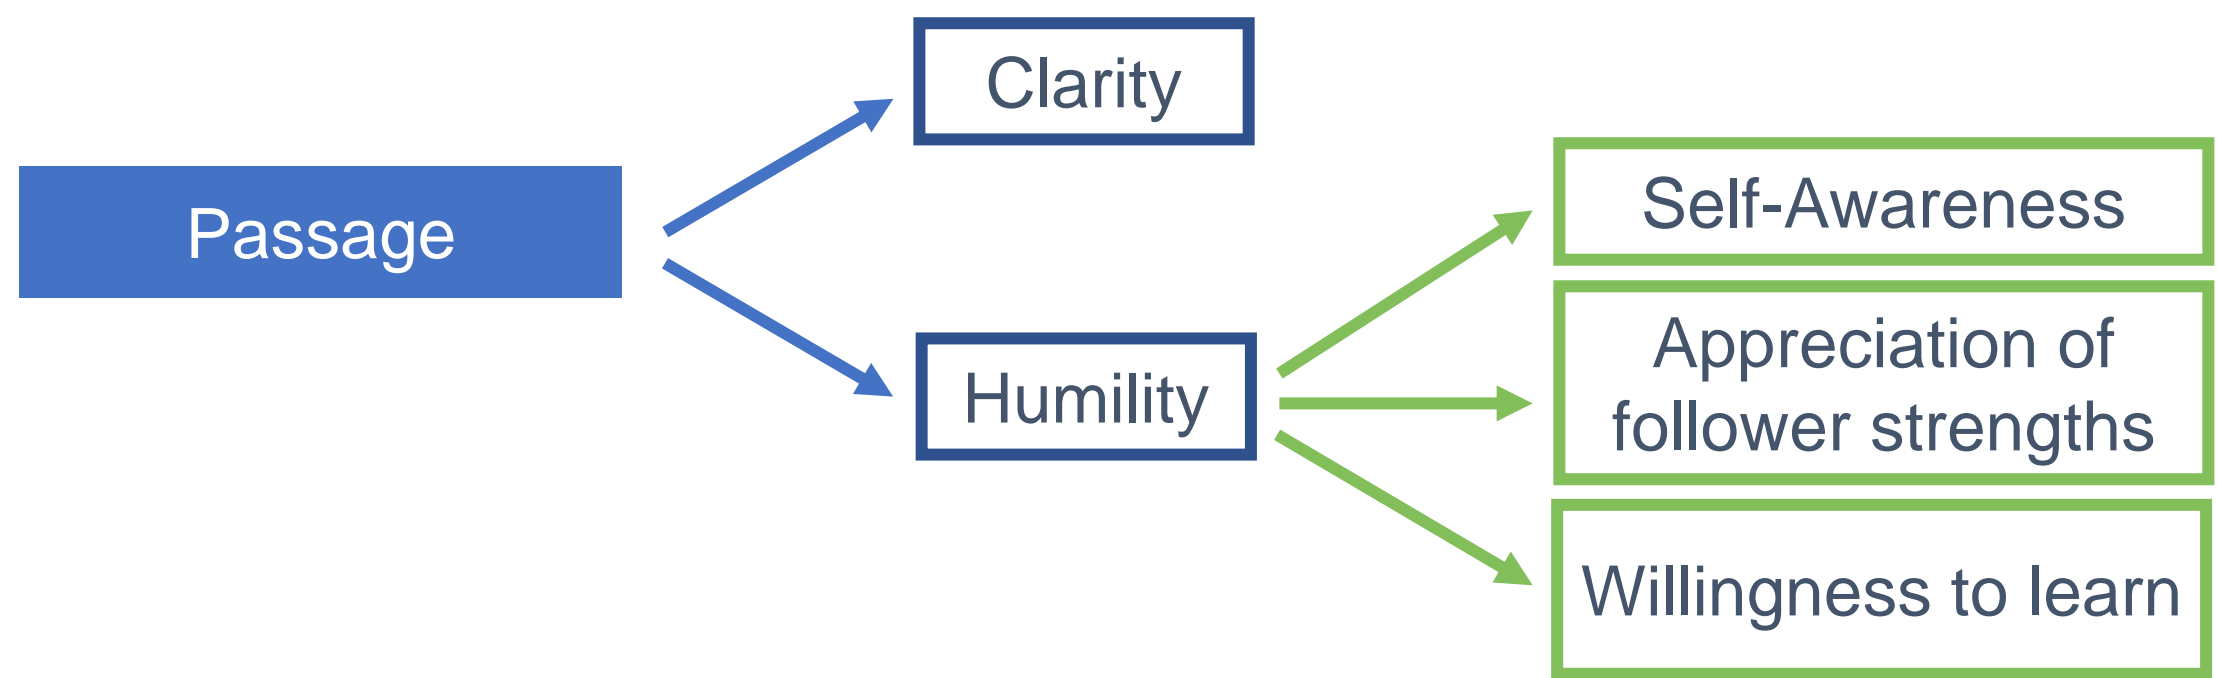 Passage
Clarity
Humility
Self-Awareness
Appreciation of
follower strengths
Willingness to learn